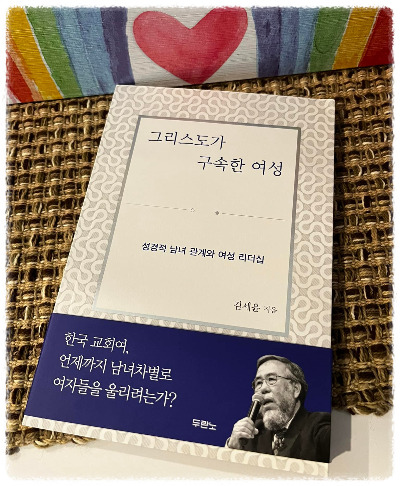 그리스도가
구속한 여성
성경적 남녀 관계와 여성 리더십
김세윤 지음
한국 교회여,
언제까지 남녀차별로
여자들을 울리려는가?
두란노